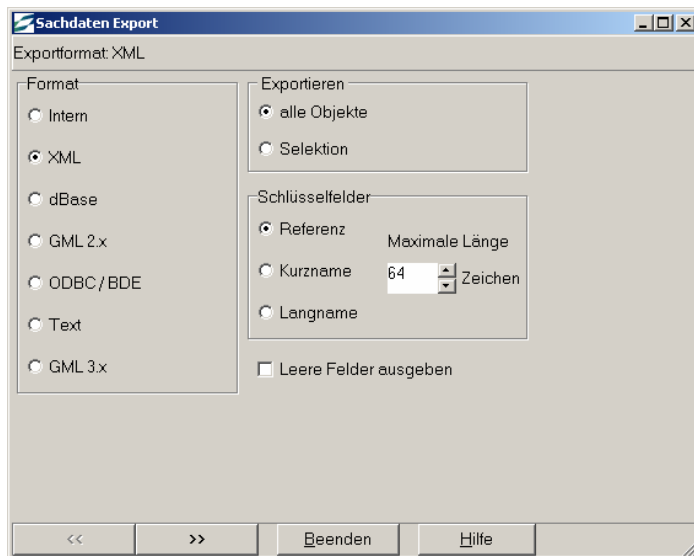 Sachdaten Export
Exportformat: XML
Format
Intern
XML
dBase
GML 2.x
ODBC / BDE
Text
GML 3.x
Exportieren
alle Objekte
Selektion
Schlüsselfelder
Referenz
Kurzname
Langname
Maximale Länge
64 Zeichen
Leere Felder ausgeben
<< >> Beenden Hilfe